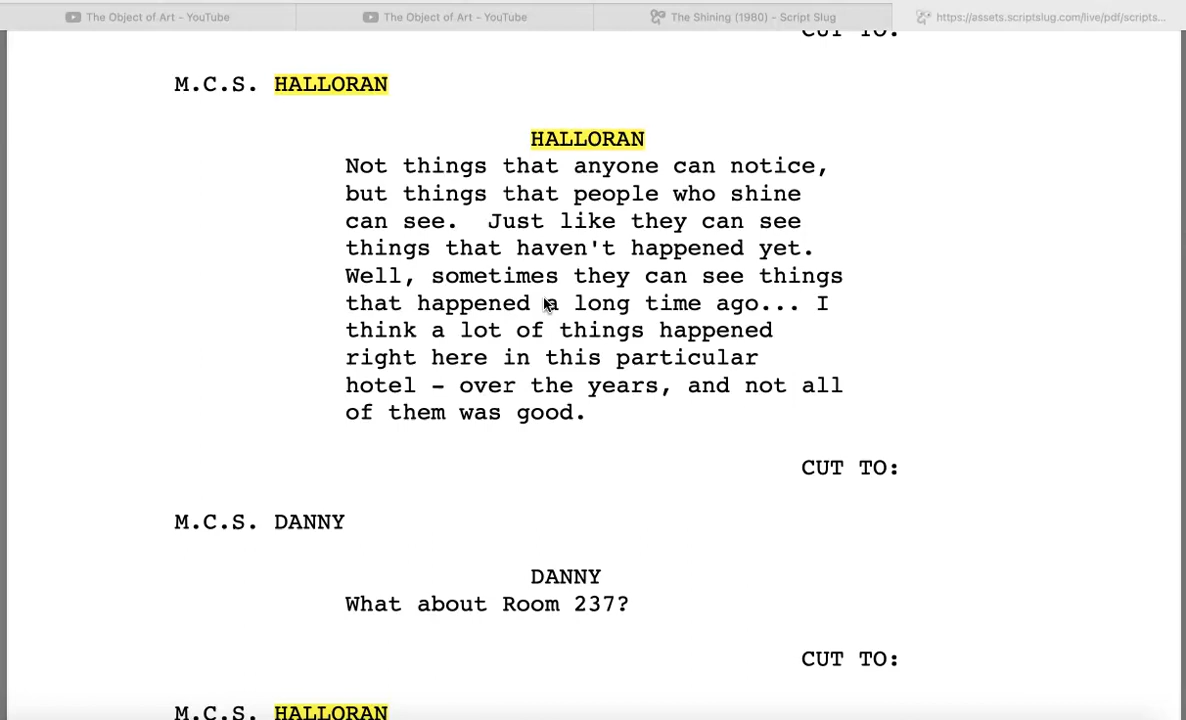 The Object of Art - YouTube
The Object of Art - YouTube
The Shining (1980) - Script Slug
https://assets.scriptslug.com/live/pdf/scripts...
CUT TO:
M.C.S. HALLORAN
HALLORAN
Not things that anyone can notice,
but things that people who shine
can see.  Just like they can see
things that haven't happened yet.
Well, sometimes they can see things
that happened a long time ago... I
think a lot of things happened
right here in this particular
hotel – over the years, and not all
of them was good.
CUT TO:
M.C.S. DANNY
DANNY
What about Room 237?
CUT TO:
M.C.S. HALLORAN